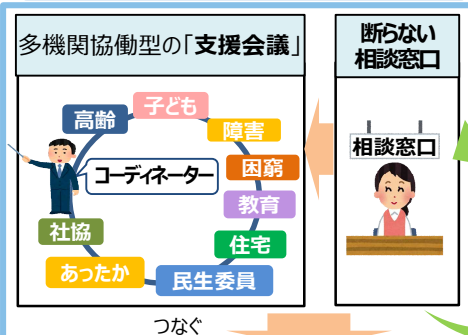 多機関協働型の「支援会議」
子ども
高齢
障害
困窮
コーディネーター
教育
社協
住宅
あったか
民生委員
断らない
相談窓口
相談窓口
つなぐ